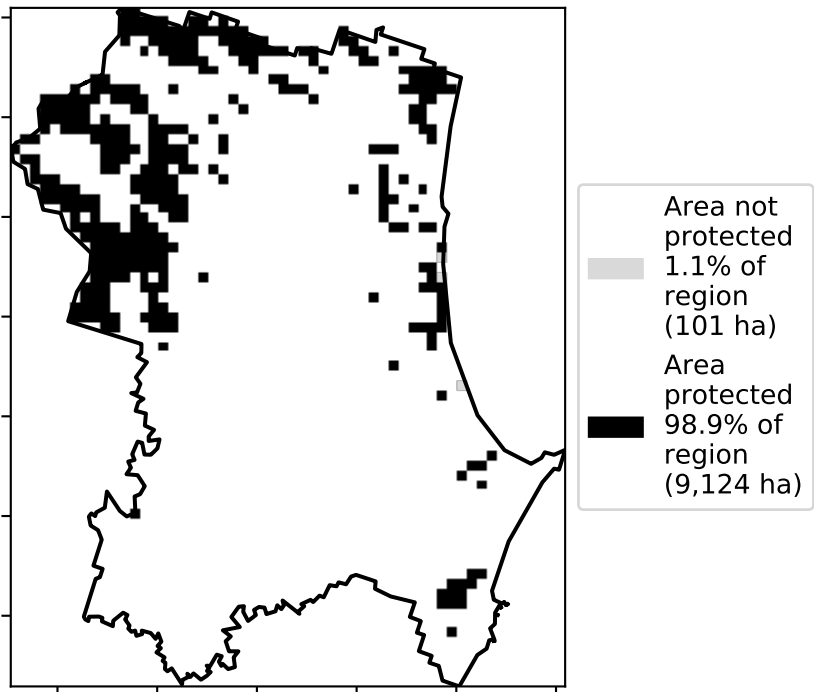 Area not
protected
1.1% of
region
(101 ha)
Area
protected
98.9% of
region
(9,124 ha)